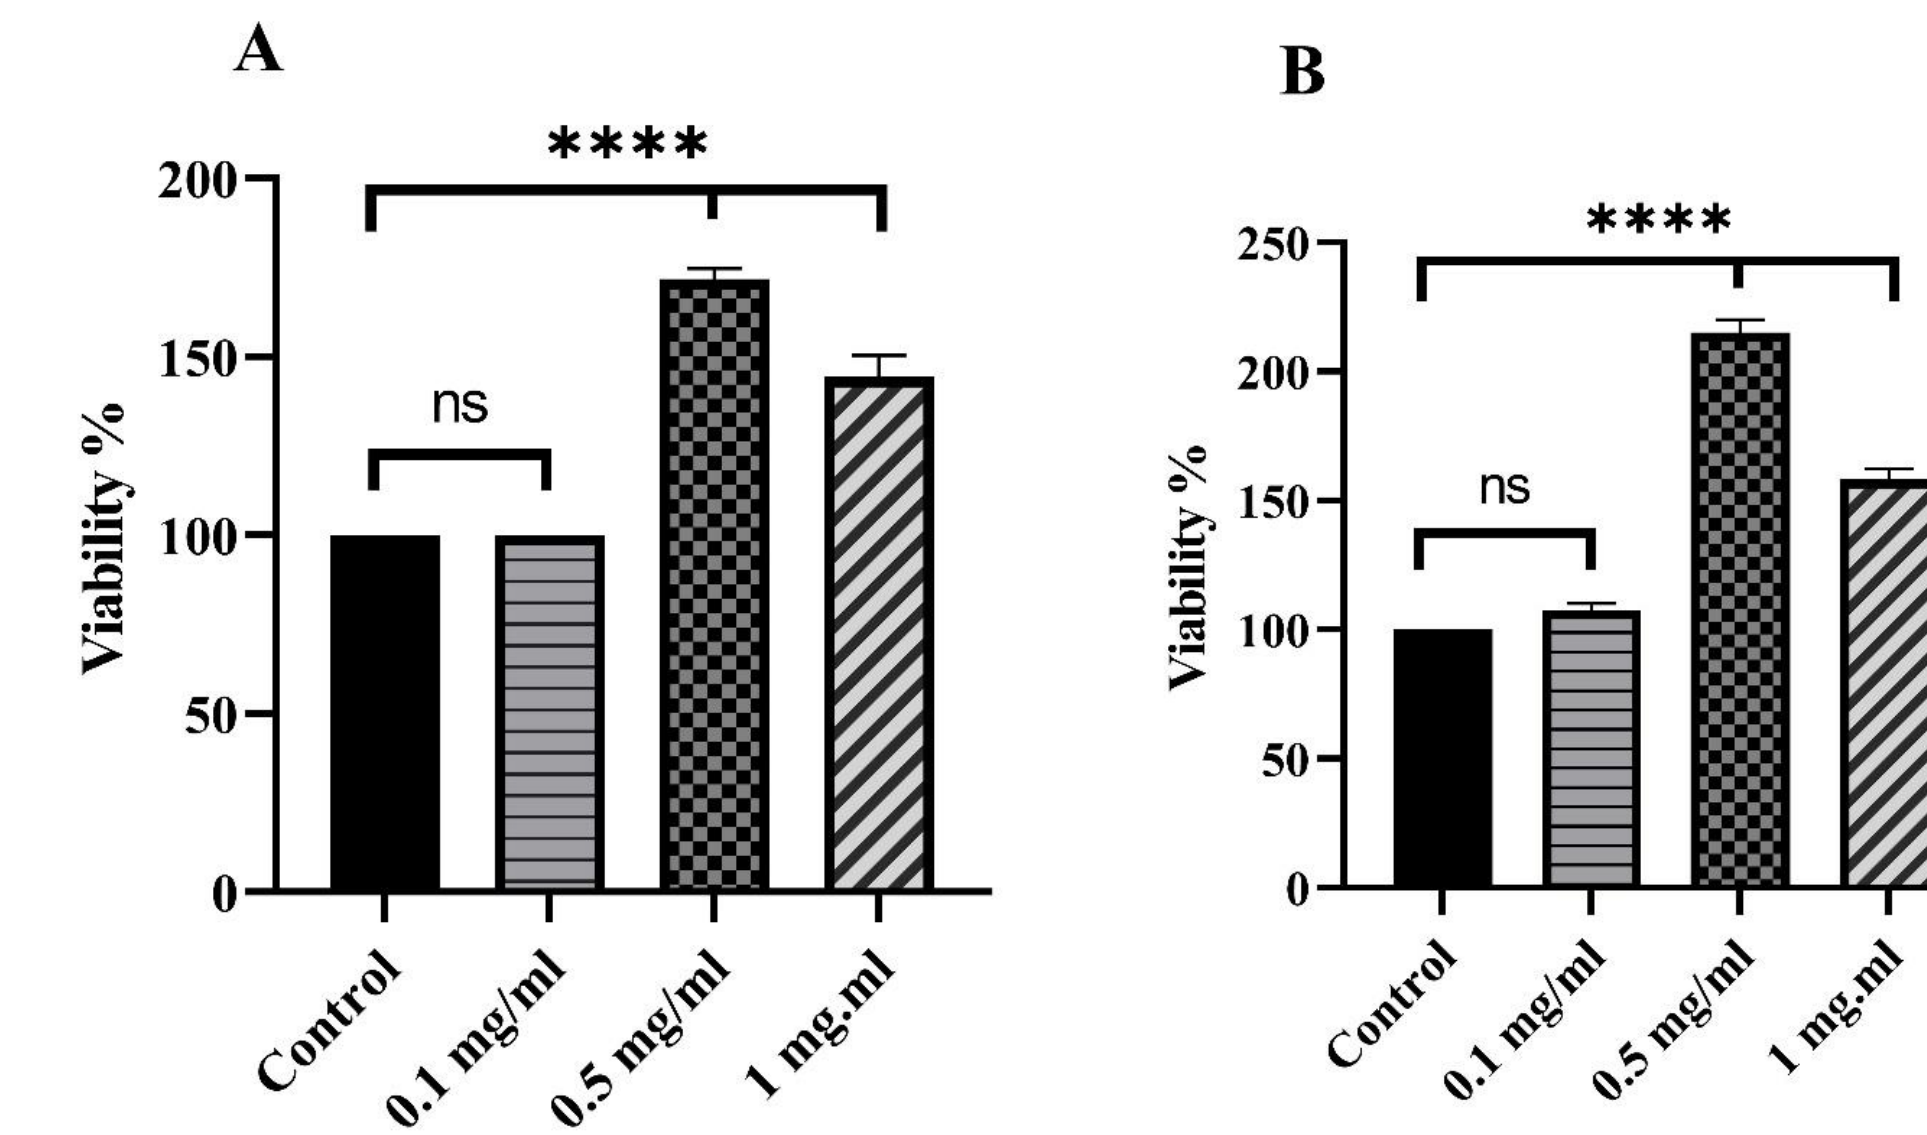 A
****
200
150
100
50
0
Viability %
ns
Control
0.1 mg/ml
0.5 mg/ml
1 mg.ml
B
****
250
200
150
100
50
0
Viability %
ns
Control
0.1 mg/ml
0.5 mg/ml
1 mg.ml